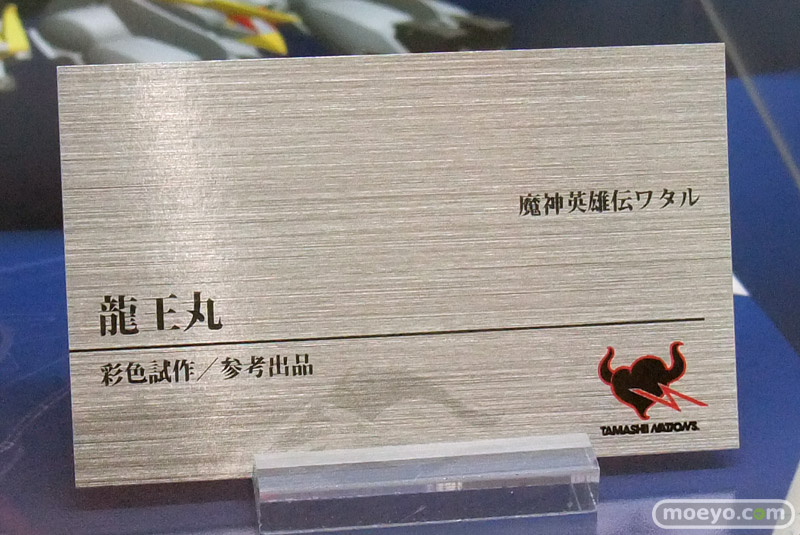 魔神英雄伝ワタル
龍王丸
彩色試作／参考出品
TAMASHII NATIONS.
moeyo.com